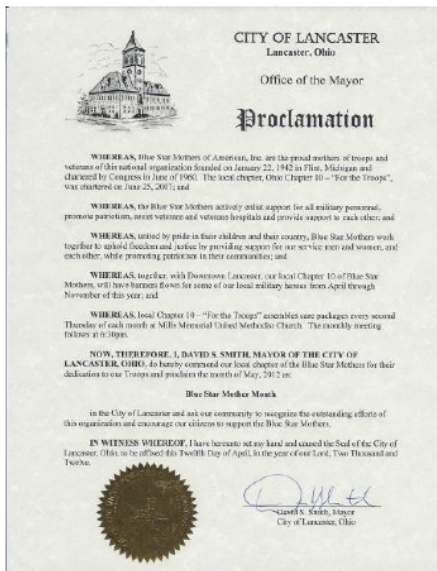 CITY OF LANCASTER
Lancaster, Ohio
Office of the Mayor
Proclamation
WHEREAS, Blue Star Mothers of American, Inc. are the proud mothers of troops and
veterans of this national organization founded on January 22, 1942 in Flint, Michigan and
chartered by Congress in June of 1960. The local chapter, Ohio Chapter 10 – "For the Troops",
was chartered on June 25, 2007; and
WHEREAS, the Blue Star Mothers actively enlist support for all military personnel,
promote patriotism, assist veterans and veterans hospitals and provide support to each other; and
WHEREAS, united by pride in their children and their country, Blue Star Mothers work
together to uphold freedom and justice by providing support for our service men and women, and
each other, while promoting patriotism in their communities; and
WHEREAS, together, with Downtown Lancaster, our local Chapter 10 of Blue Star
Mothers, will have banners flown for some of our local military heroes from April through
November of this year; and
WHEREAS, local Chapter 10 – "For the Troops" assembles care packages every second
Thursday of each month at Mills Memorial United Methodist Church. The monthly meeting
follows at 6:30pm.
NOW, THEREFORE, I, DAVID S. SMITH, MAYOR OF THE CITY OF
LANCASTER, OHIO, do hereby commend our local chapter of the Blue Star Mothers for their
dedication to our Troops and proclaim the month of May, 2012 as:
Blue Star Mother Month
in the City of Lancaster and ask our community to recognize the outstanding efforts of
this organization and encourage our citizens to support the Blue Star Mothers.
IN WITNESS WHEREOF, I have hereunto set my hand and caused the Seal of the City of
Lancaster, Ohio, to be affixed this Twelfth Day of April, in the year of our Lord, Two Thousand and
Twelve.
David S. Smith, Mayor
City of Lancaster, Ohio